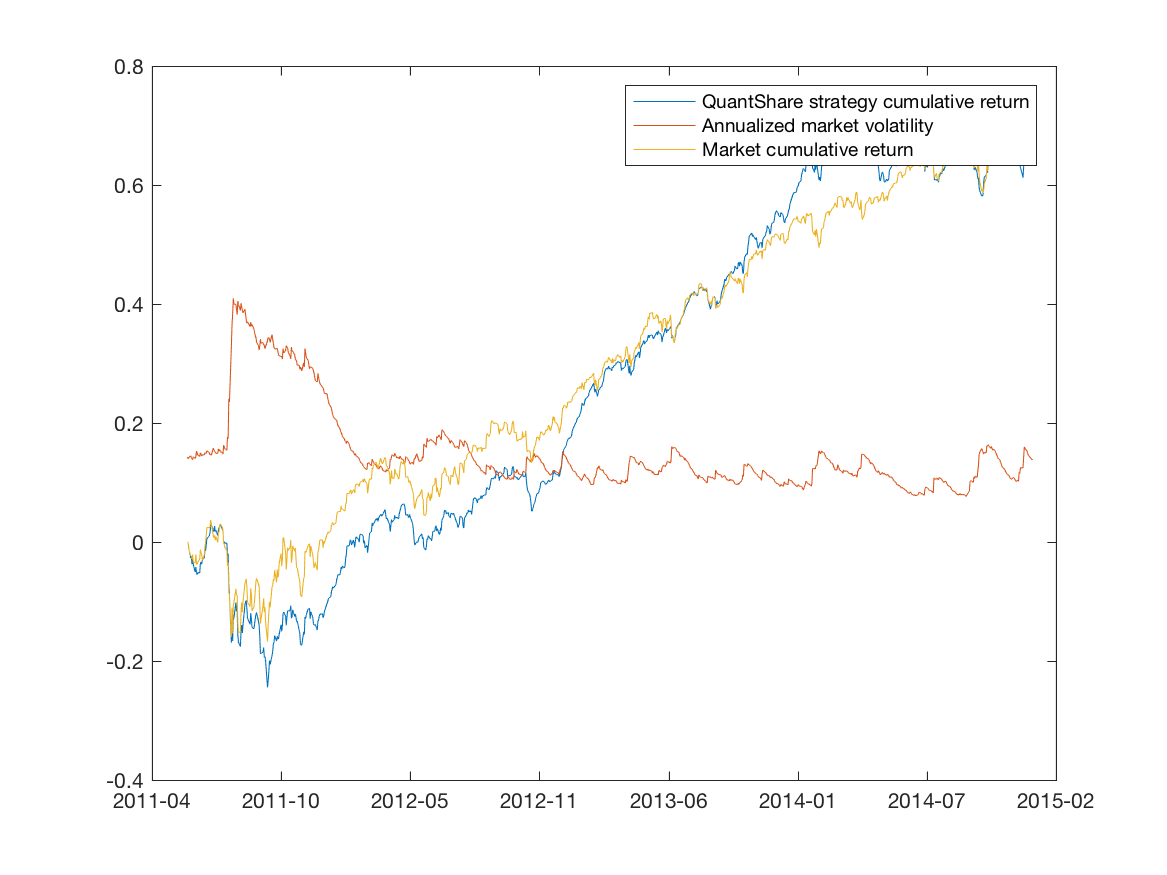 0.8
QuantShare strategy cumulative return
Annualized market volatility
Market cumulative return
0.6
0.4
0.2
0
-0.2
-0.4
2011-04 2011-10 2012-05 2012-11 2013-06 2014-01 2014-07 2015-02